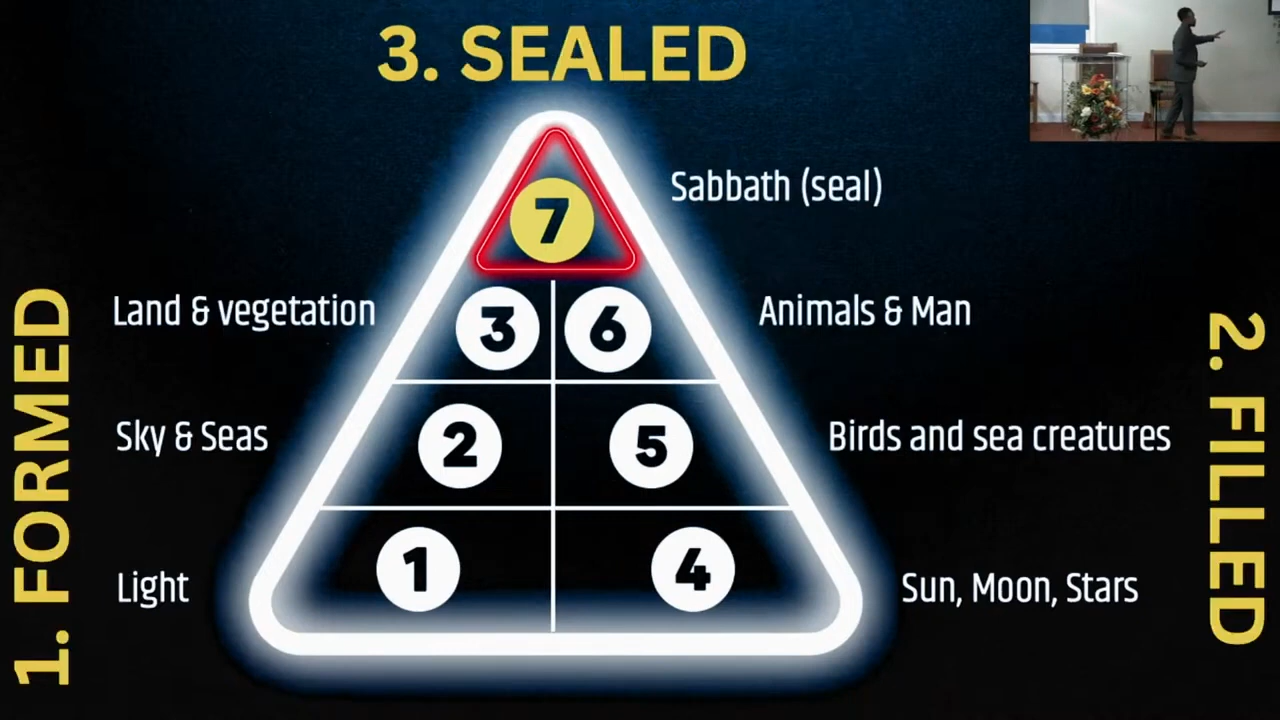 3. SEALED
7
Sabbath (seal)
Land & vegetation
3
6
Animals & Man
Sky & Seas
2
5
Birds and sea creatures
Light
1
4
Sun, Moon, Stars
1. FORMED
2. FILLED